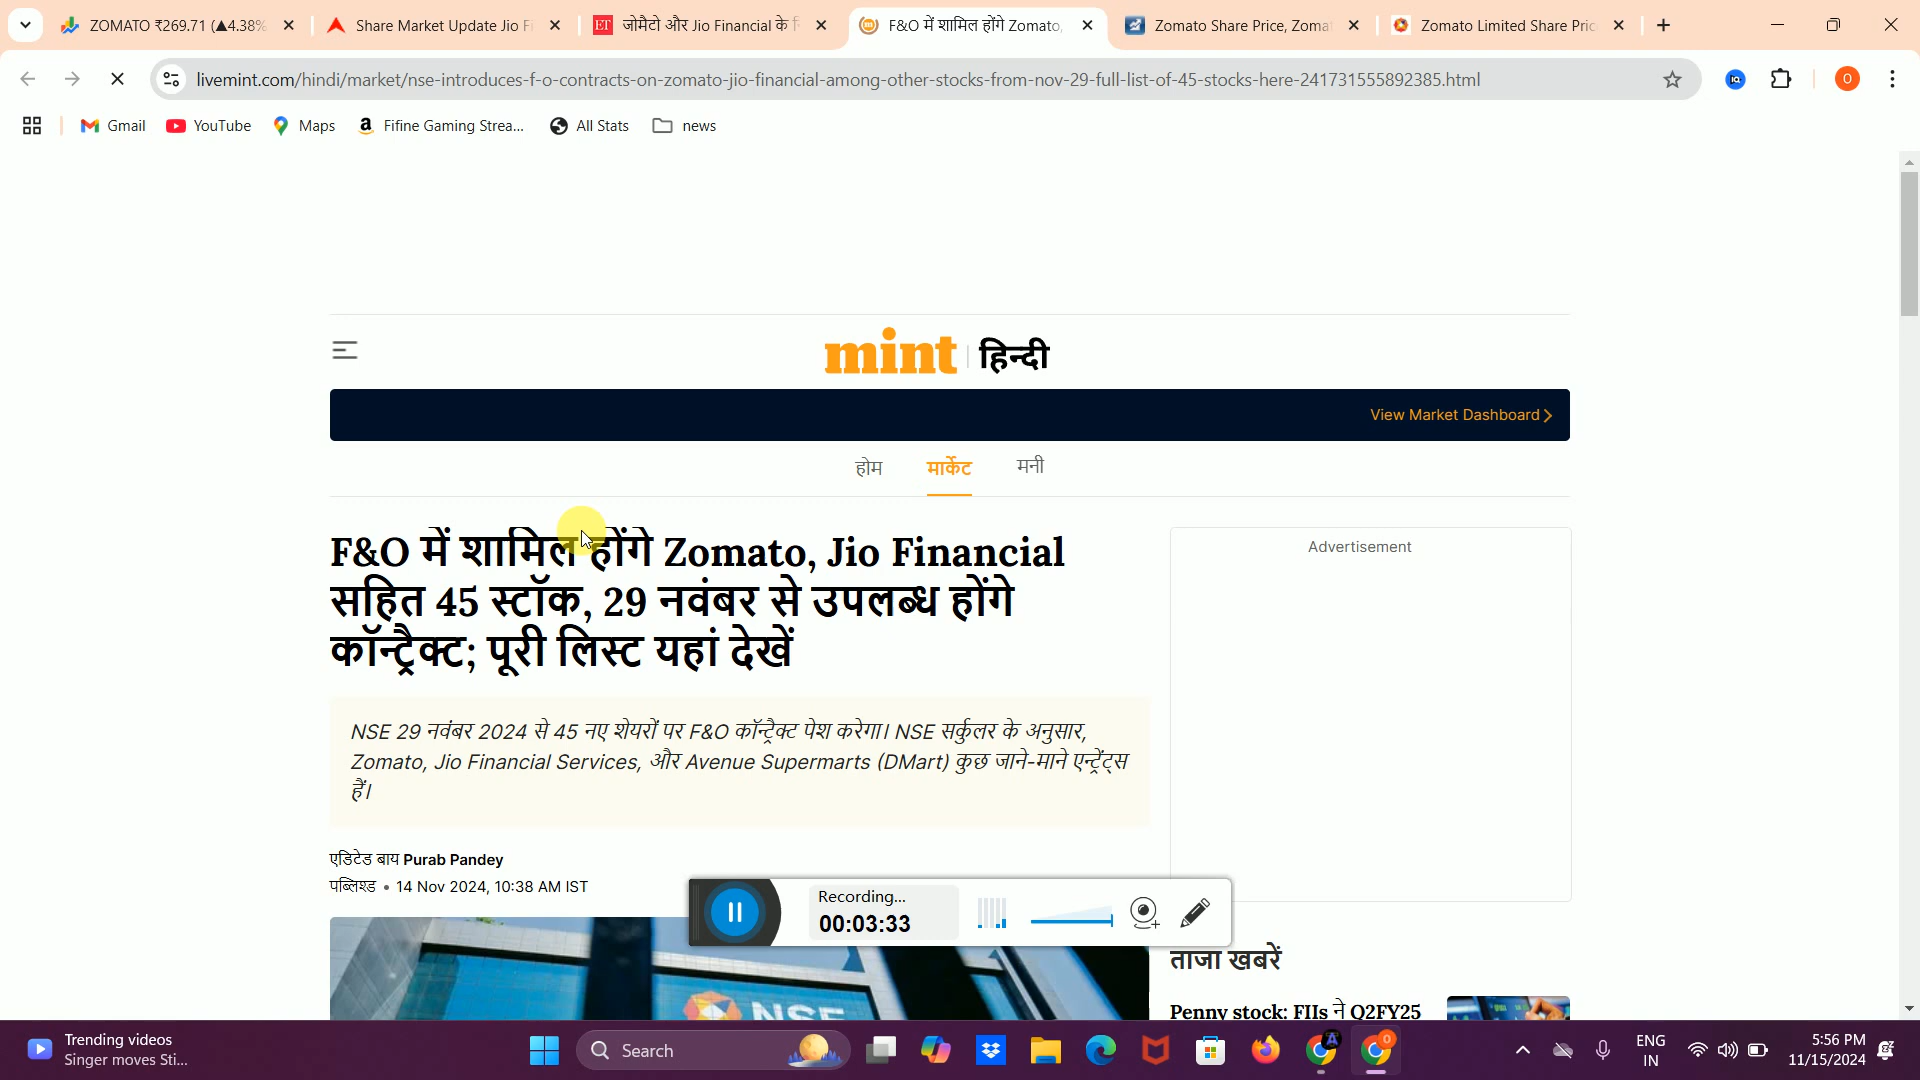 ZOMATO ₹269.71 (▲4.38%
Share Market Update Jio Fi
ET जोमैटो और Jio Financial के
F&O में शामिल होंगे Zomato,
Zomato Share Price, Zomat
Zomato Limited Share Pric
livemint.com/hindi/market/nse-introduces-f-o-contracts-on-zomato-jio-financial-among-other-stocks-from-nov-29-full-list-of-45-stocks-here-241731555892385.html
O
Gmail
YouTube
Maps
Fifine Gaming Strea...
All Stats
news
mint | हिन्दी
View Market Dashboard
होम
मार्केट
मनी
F&O में शामिल होंगे Zomato, Jio Financial
सहित 45 स्टॉक, 29 नवंबर से उपलब्ध होंगे
कॉन्ट्रैक्ट; पूरी लिस्ट यहां देखें
Advertisement
NSE 29 नवंबर 2024 से 45 नए शेयरों पर F&O कॉन्ट्रैक्ट पेश करेगा। NSE सर्कुलर के अनुसार,
Zomato, Jio Financial Services, और Avenue Supermarts (DMart) कुछ जाने-माने एन्ट्रेंट्स
हैं।
एडिटेड बाय Purab Pandey
पब्लिश्ड • 14 Nov 2024, 10:38 AM IST
Recording...
00:03:33
NSE
ताजा खबरें
Penny stock: FIIs ने Q2FY25
Trending videos
Singer moves Sti...
Search
ENG
IN
5:56 PM
11/15/2024